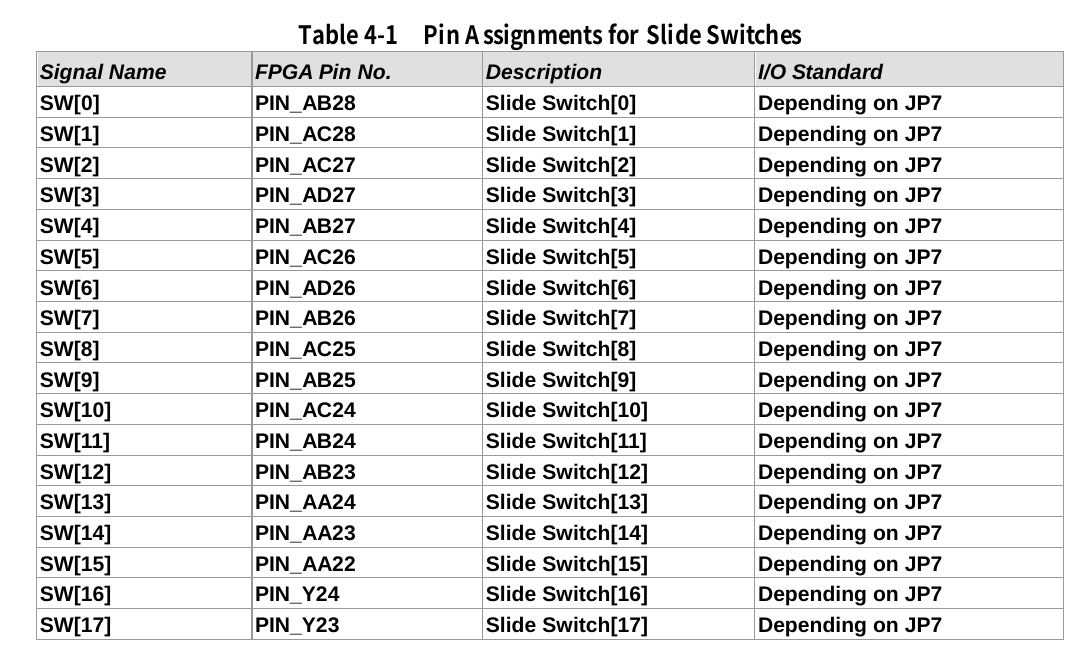 Table 4-1 Pin Assignments for Slide Switches
Signal Name FPGA Pin No. Description I/O Standard
SW[0] PIN_AB28 Slide Switch[0] Depending on JP7
SW[1] PIN_AC28 Slide Switch[1] Depending on JP7
SW[2] PIN_AC27 Slide Switch[2] Depending on JP7
SW[3] PIN_AD27 Slide Switch[3] Depending on JP7
SW[4] PIN_AB27 Slide Switch[4] Depending on JP7
SW[5] PIN_AC26 Slide Switch[5] Depending on JP7
SW[6] PIN_AD26 Slide Switch[6] Depending on JP7
SW[7] PIN_AB26 Slide Switch[7] Depending on JP7
SW[8] PIN_AC25 Slide Switch[8] Depending on JP7
SW[9] PIN_AB25 Slide Switch[9] Depending on JP7
SW[10] PIN_AC24 Slide Switch[10] Depending on JP7
SW[11] PIN_AB24 Slide Switch[11] Depending on JP7
SW[12] PIN_AB23 Slide Switch[12] Depending on JP7
SW[13] PIN_AA24 Slide Switch[13] Depending on JP7
SW[14] PIN_AA23 Slide Switch[14] Depending on JP7
SW[15] PIN_AA22 Slide Switch[15] Depending on JP7
SW[16] PIN_Y24 Slide Switch[16] Depending on JP7
SW[17] PIN_Y23 Slide Switch[17] Depending on JP7